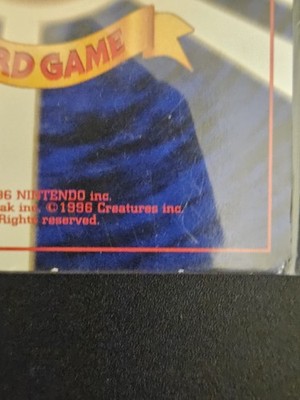 RD GAME
96 NINTENDO inc.
ak inc. ©1996 Creatures inc.
Rights reserved.